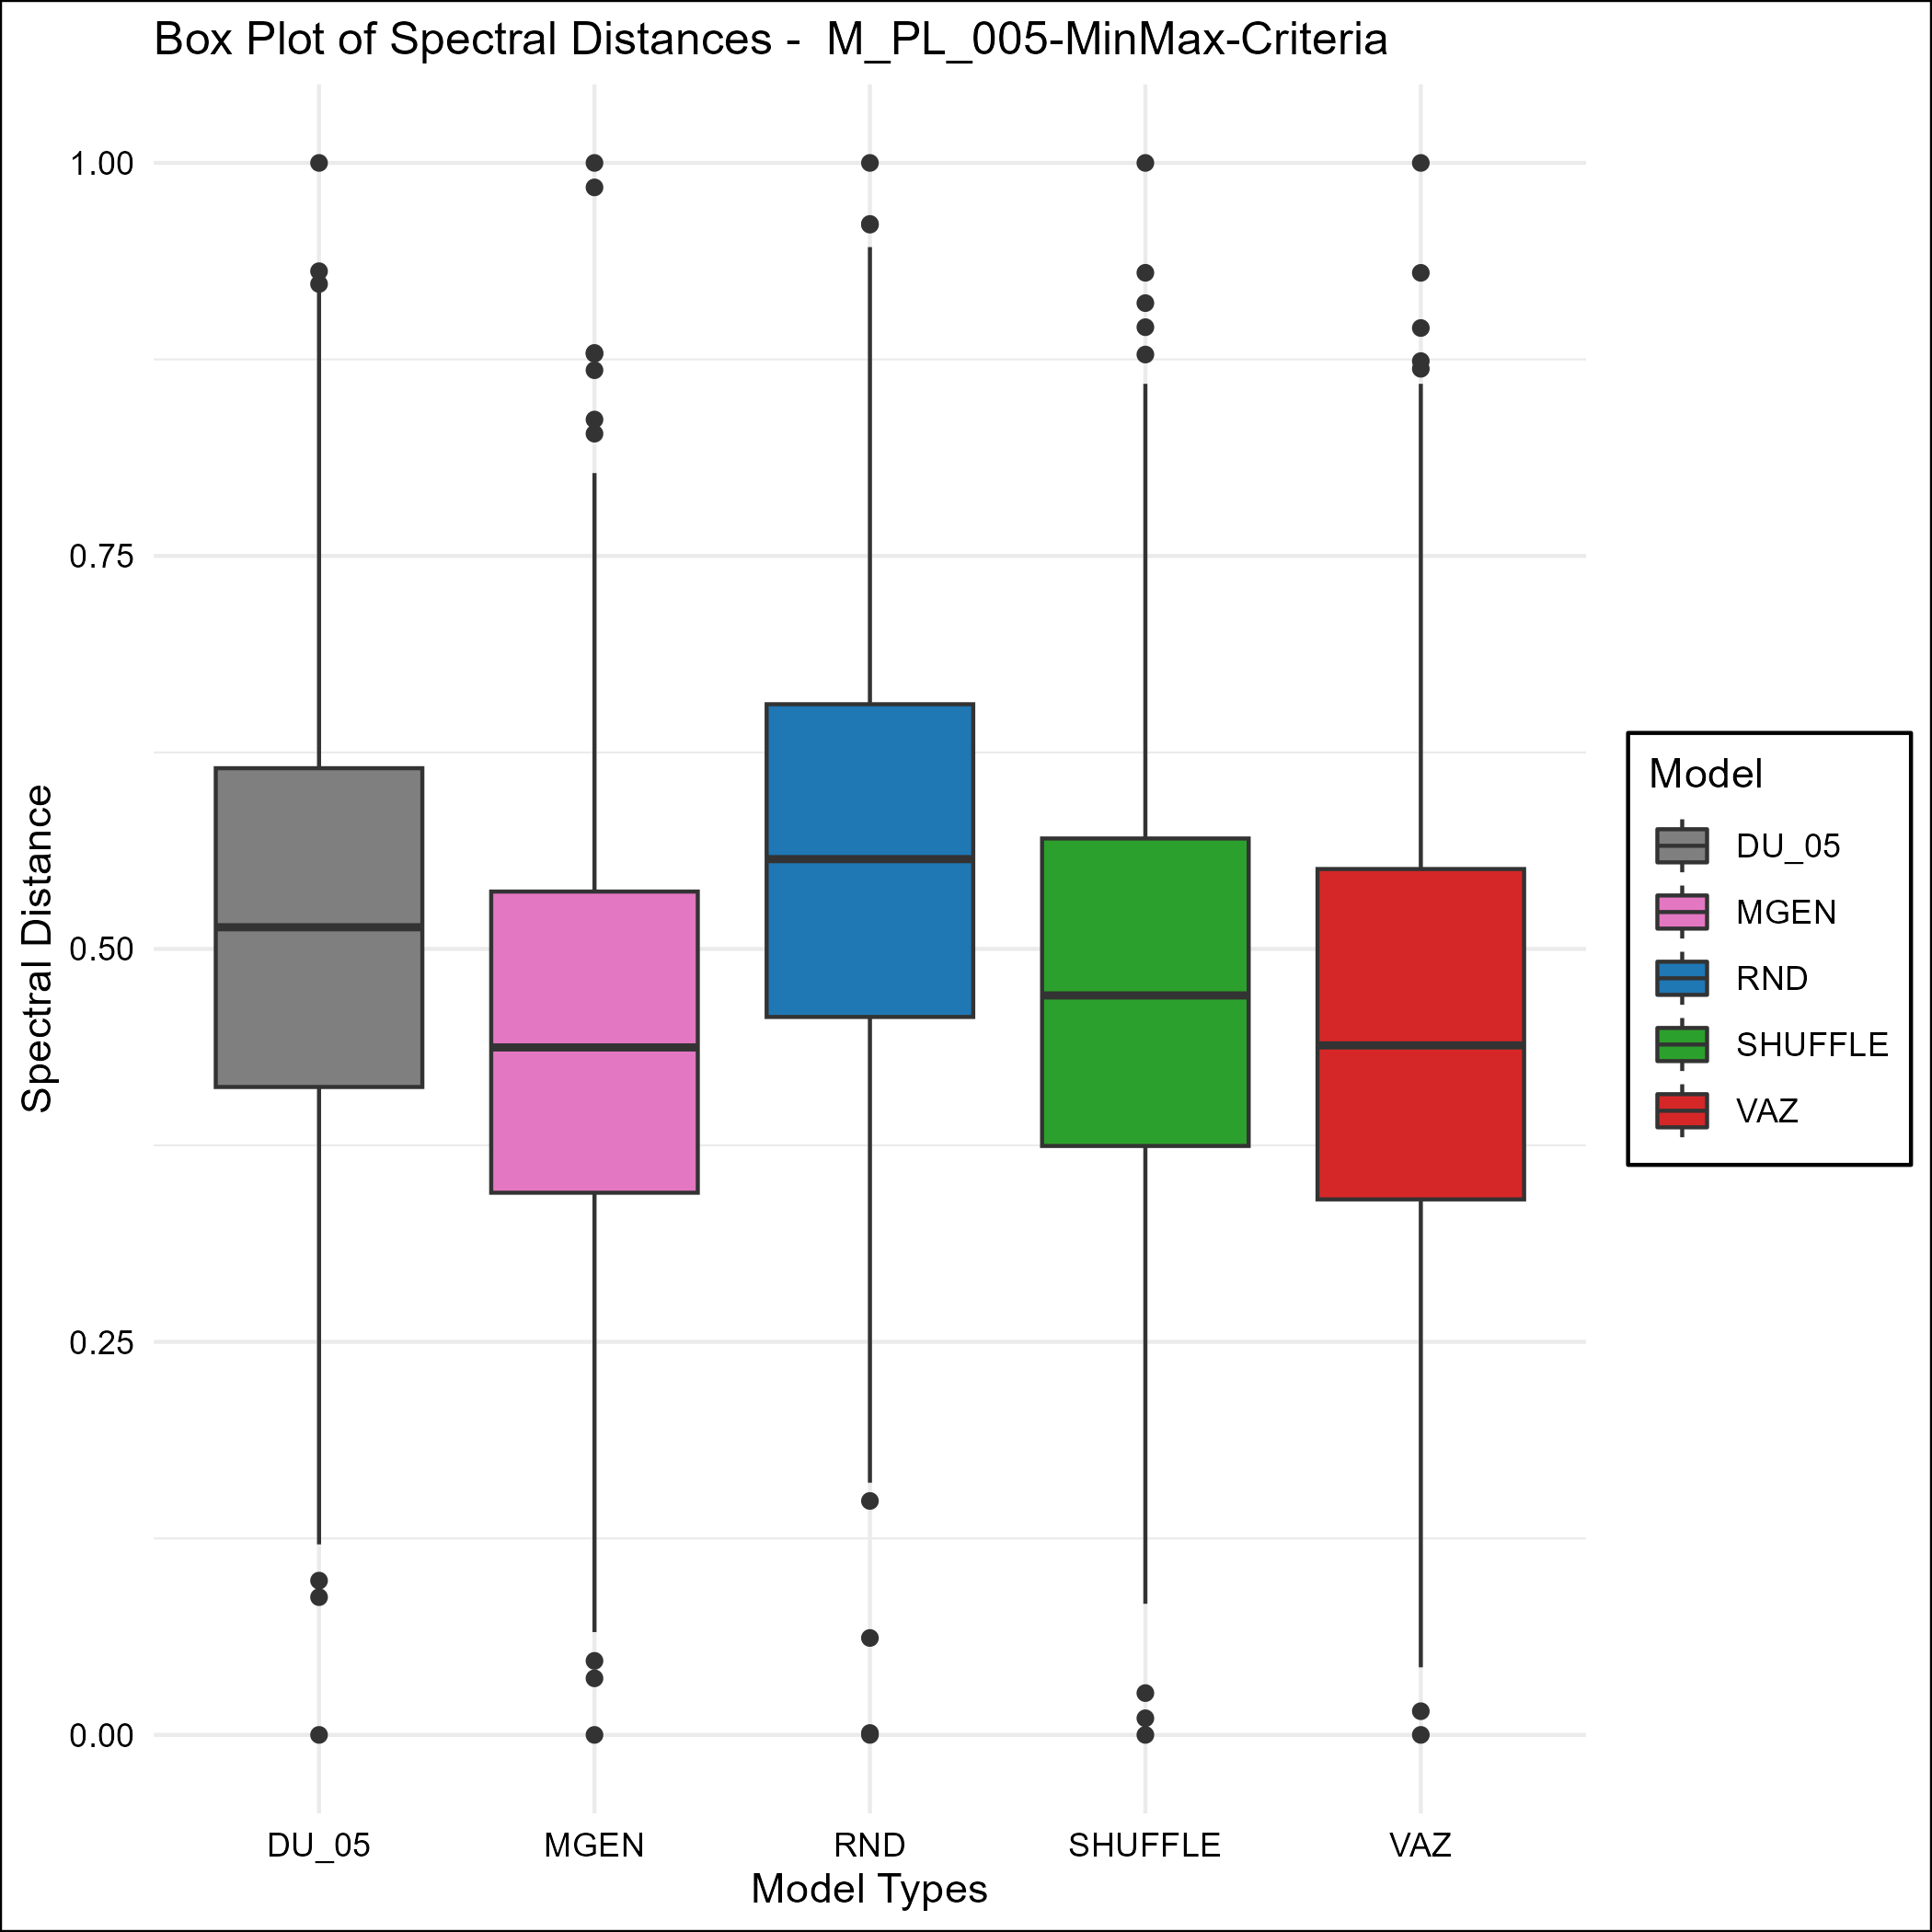 Box Plot of Spectral Distances -  M_PL_005-MinMax-Criteria
1.00
0.75
0.50
0.25
0.00
Spectral Distance
DU_05
MGEN
RND
SHUFFLE
VAZ
Model Types
Model
DU_05
MGEN
RND
SHUFFLE
VAZ